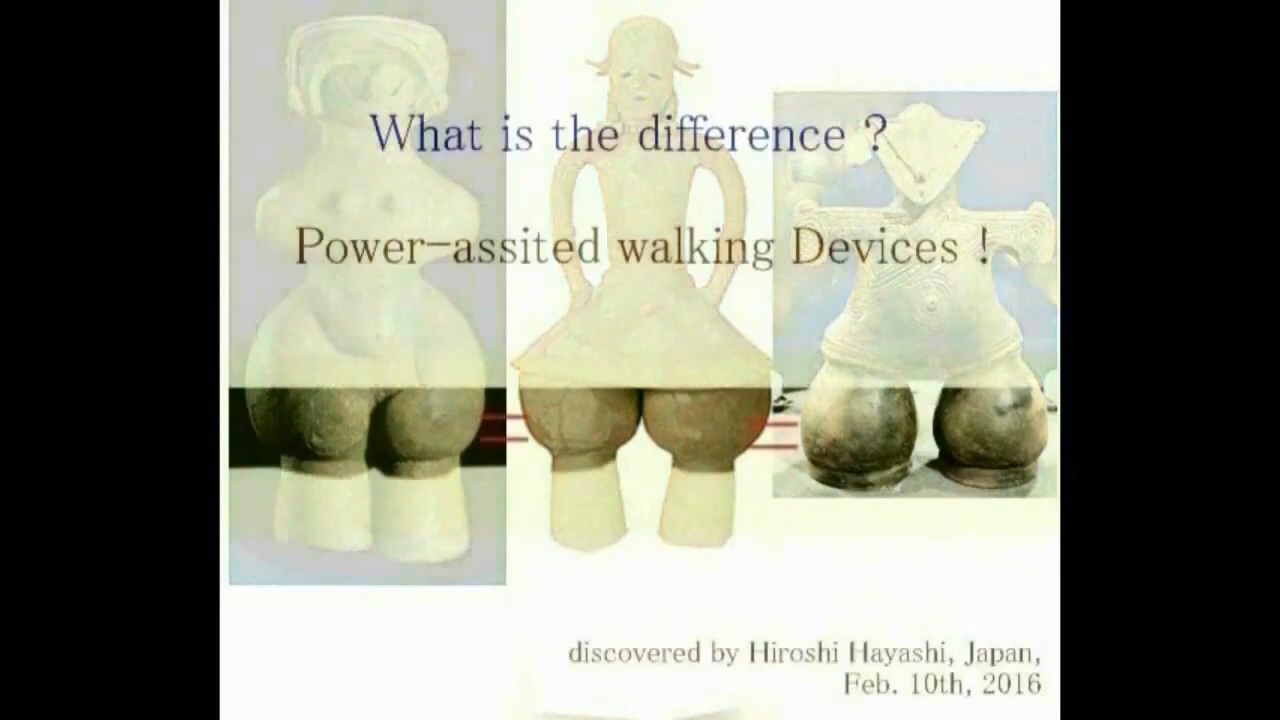 What is the difference ?
Power-assited walking Devices !
discovered by Hiroshi Hayashi, Japan,
Feb. 10th, 2016